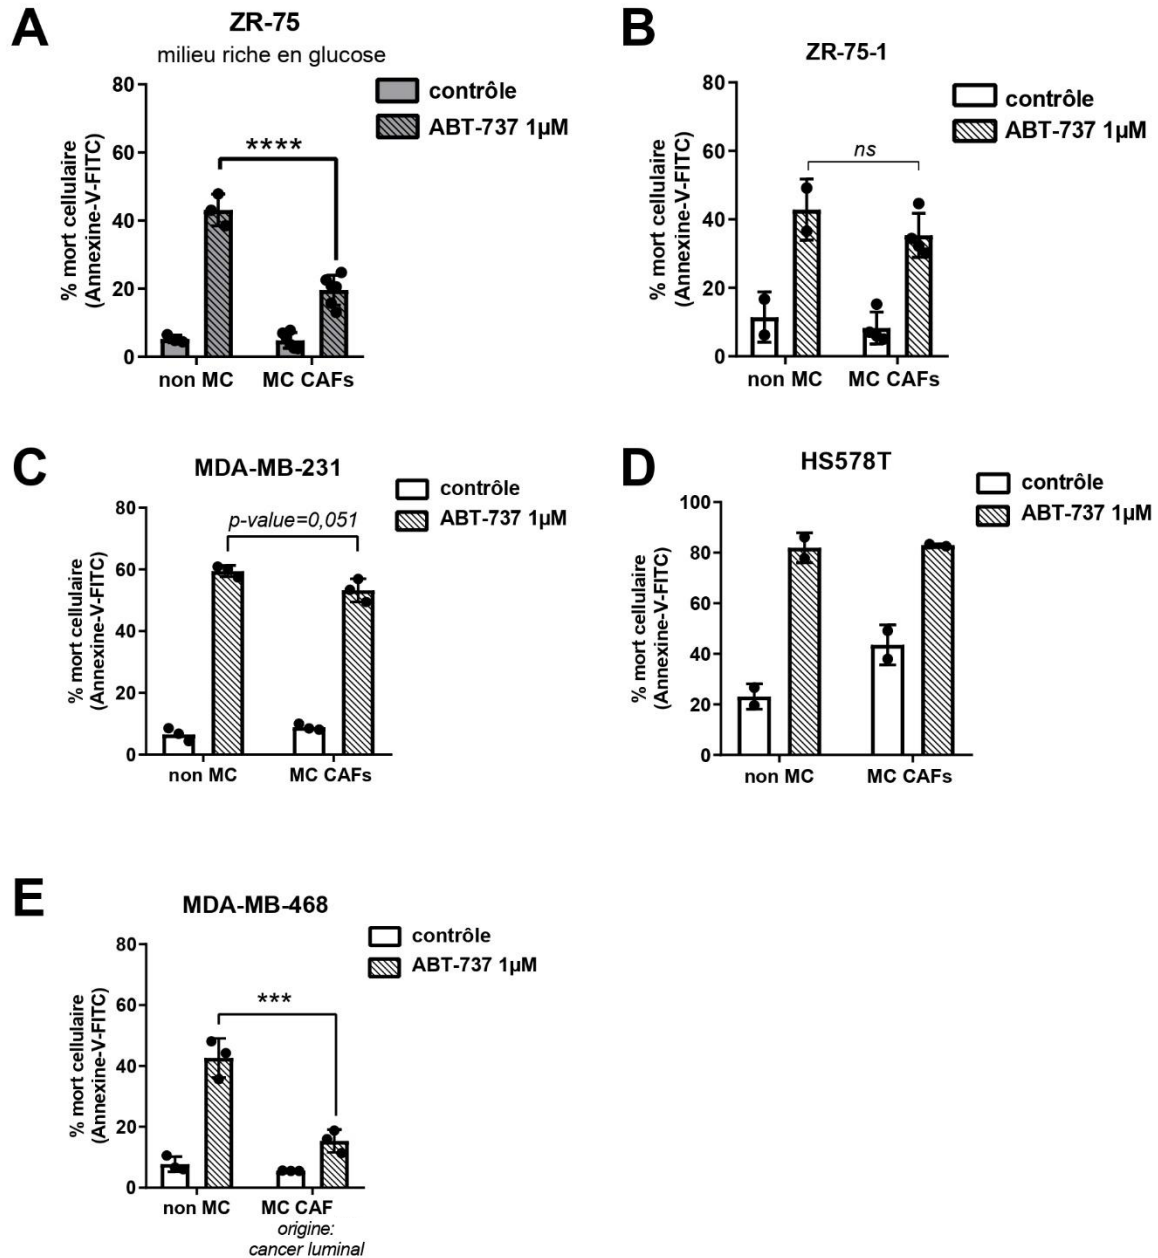 A
ZR-75
milieu riche en glucose
contrôle
ABT-737 1µM
% mort cellulaire
(Annexine-V-FITC)
80
60
40
20
0
****
non MC
MC CAFs
B
ZR-75-1
contrôle
ABT-737 1µM
% mort cellulaire
(Annexine-V-FITC)
80
60
40
20
0
ns
non MC
MC CAFs
C
MDA-MB-231
contrôle
ABT-737 1µM
% mort cellulaire
(Annexine-V-FITC)
80
60
40
20
0
p-value=0,051
non MC
MC CAFs
D
HS578T
contrôle
ABT-737 1µM
% mort cellulaire
(Annexine-V-FITC)
100
80
60
40
20
0
non MC
MC CAFs
E
MDA-MB-468
contrôle
ABT-737 1µM
% mort cellulaire
(Annexine-V-FITC)
80
60
40
20
0
***
non MC
MC CAF
origine:
cancer luminal